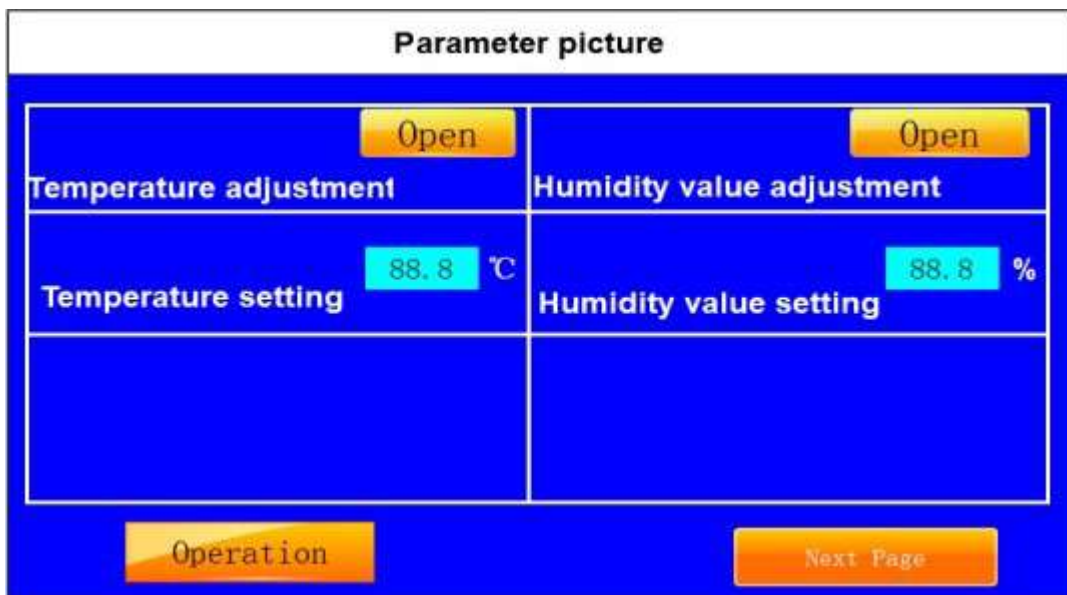 Parameter picture
Open
Temperature adjustment
Open
Humidity value adjustment
88.8 ℃
Temperature setting
88.8 %
Humidity value setting
Operation
Next Page